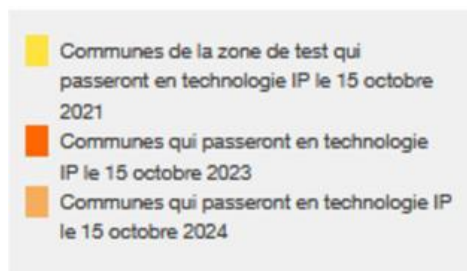 Communes de la zone de test qui
passeront en technologie IP le 15 octobre
2021
Communes qui passeront en technologie
IP le 15 octobre 2023
Communes qui passeront en technologie IP
le 15 octobre 2024